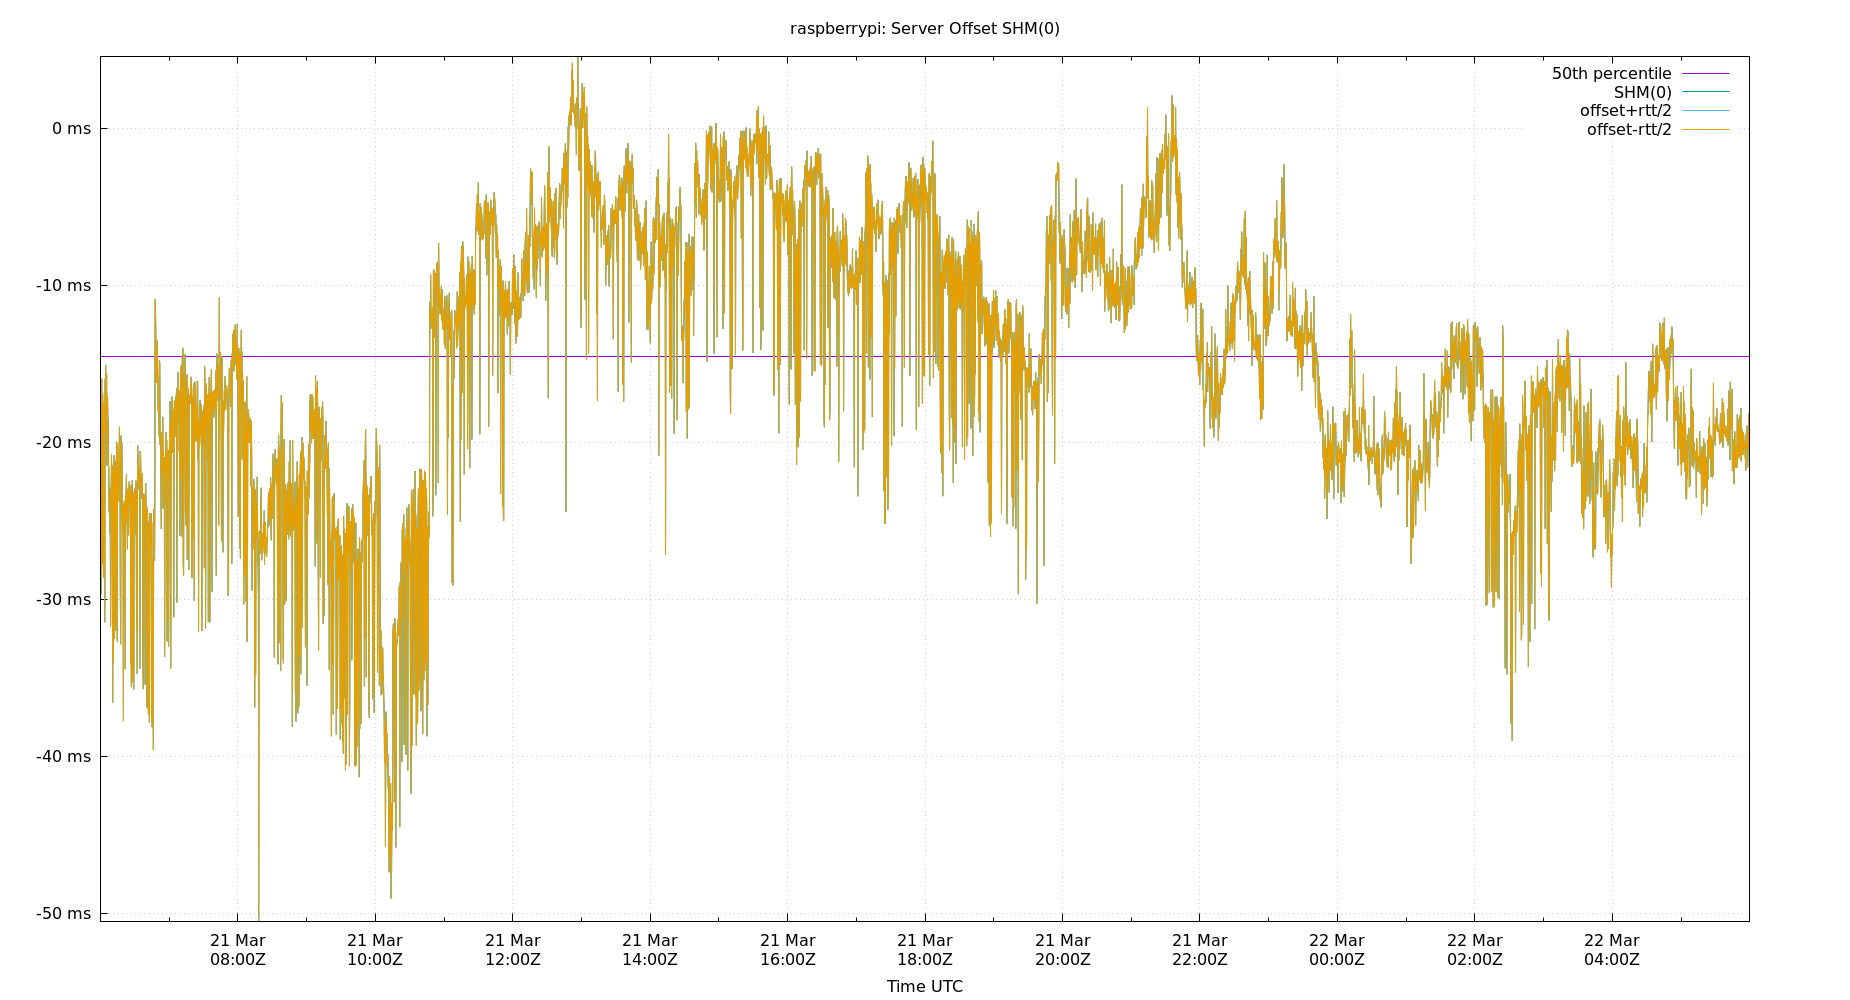 raspberrypi: Server Offset SHM(0)
50th percentile
SHM(0)
offset+rtt/2
offset-rtt/2
0 ms
-10 ms
-20 ms
-30 ms
-40 ms
-50 ms
21 Mar 21 Mar 21 Mar 21 Mar 21 Mar 21 Mar 21 Mar 21 Mar 22 Mar 22 Mar 22 Mar
08:00Z 10:00Z 12:00Z 14:00Z 16:00Z 18:00Z 20:00Z 22:00Z 00:00Z 02:00Z 04:00Z
Time UTC